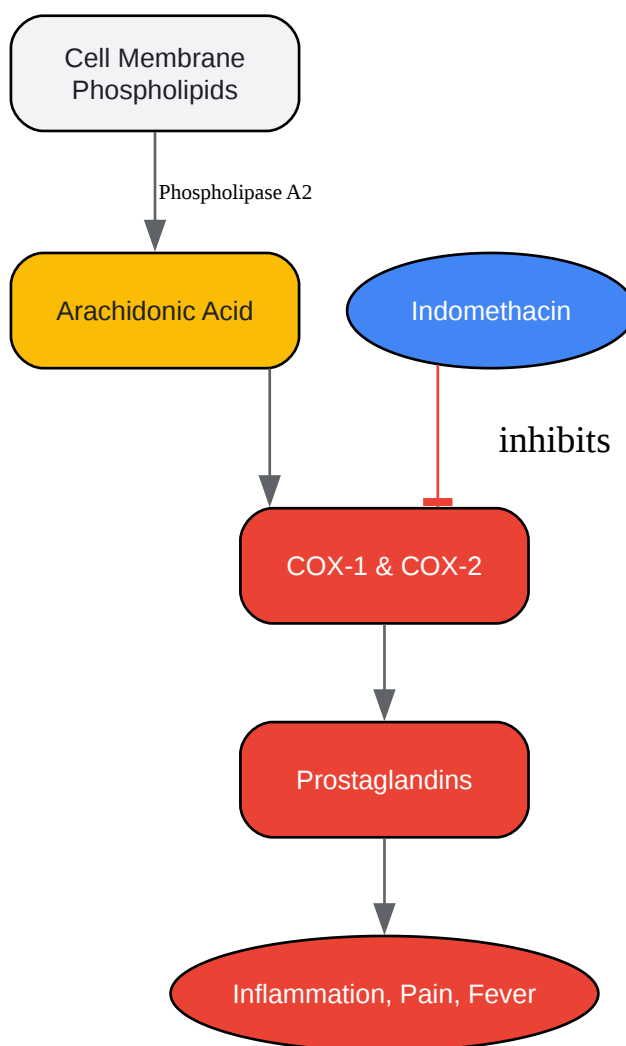 Cell Membrane
Phospholipids
Phospholipase A2
Arachidonic Acid
Indomethacin
inhibits
COX-1 & COX-2
Prostaglandins
Inflammation, Pain, Fever